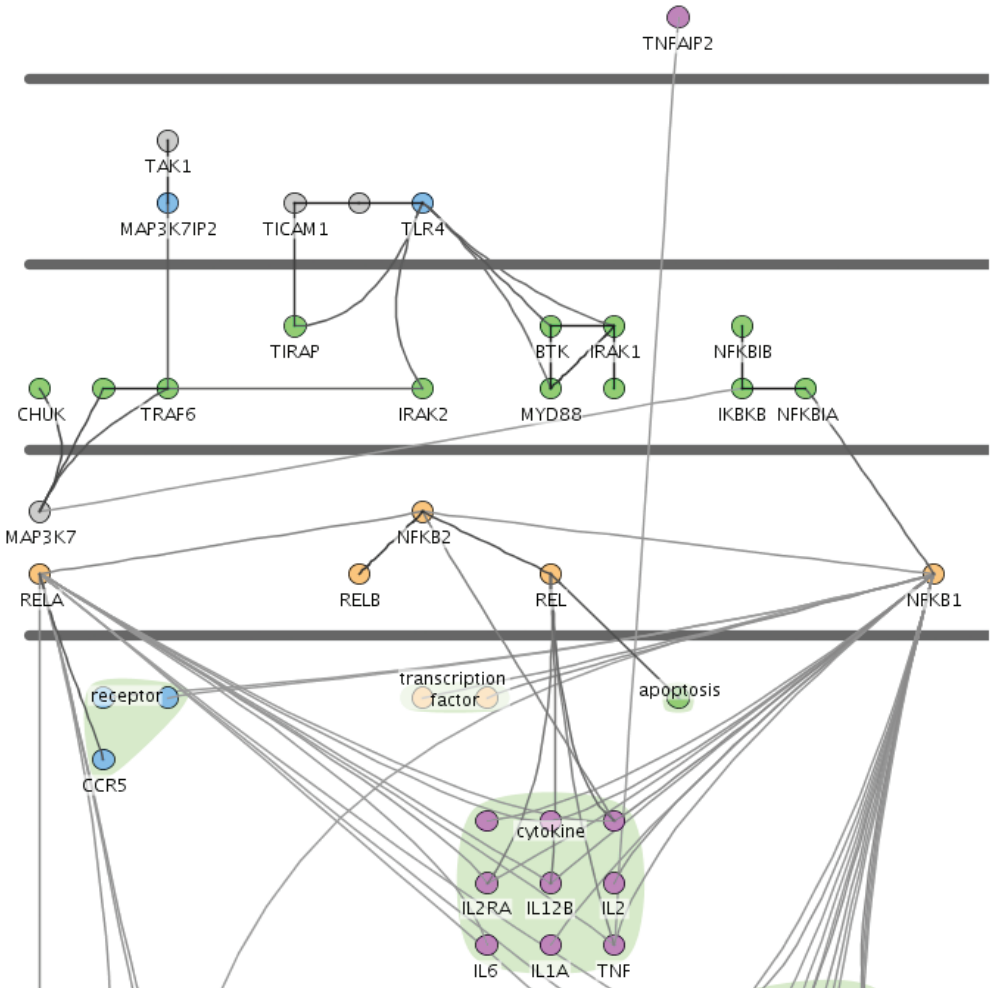 TNFAIP2
TAK1
MAP3K7IP2
TICAM1
TLR4
TIRAP
BTK
IRAK1
NFKBIB
CHUK
TRAF6
IRAK2
MYD88
IKBKB
NFKBIA
MAP3K7
NFKB2
RELA
RELB
REL
NFKB1
receptor
transcription
factor
apoptosis
CCR5
cytokine
IL2RA
IL12B
IL2
IL6
IL1A
TNF